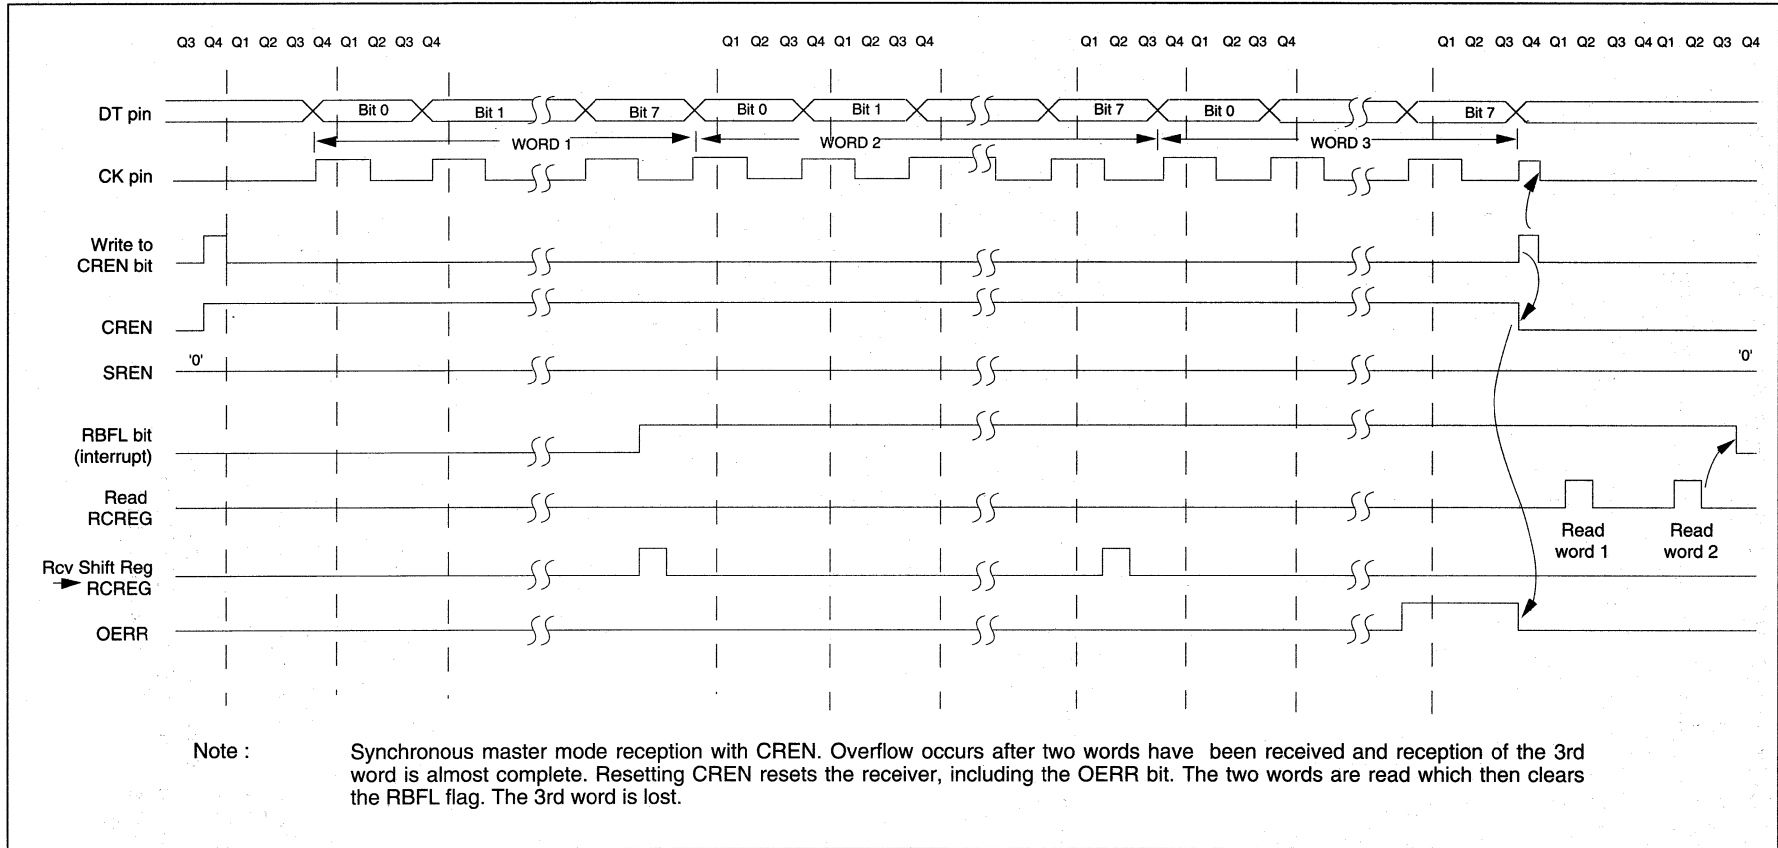 Q3 Q4 Q1 Q2 Q3 Q4 Q1 Q2 Q3 Q4 Q1 Q2 Q3 Q4 Q1 Q2 Q3 Q4 Q1 Q2 Q3 Q4 Q1 Q2 Q3 Q4 Q1 Q2 Q3 Q4 Q1 Q2 Q3 Q4 Q1 Q2 Q3 Q4
DT pin Bit 0 Bit 1 Bit 7 Bit 0 Bit 1 Bit 7 Bit 0 Bit 7
WORD 1 WORD 2 WORD 3
CK pin
Write to
CREN bit
CREN
'0' '0'
SREN
RBFL bit
(interrupt)
Read
RCREG
Read Read
word 1 word 2
Rcv Shift Reg
RCREG
OERR
Note : Synchronous master mode reception with CREN. Overflow occurs after two words have been received and reception of the 3rd
word is almost complete. Resetting CREN resets the receiver, including the OERR bit. The two words are read which then clears
the RBFL flag. The 3rd word is lost.